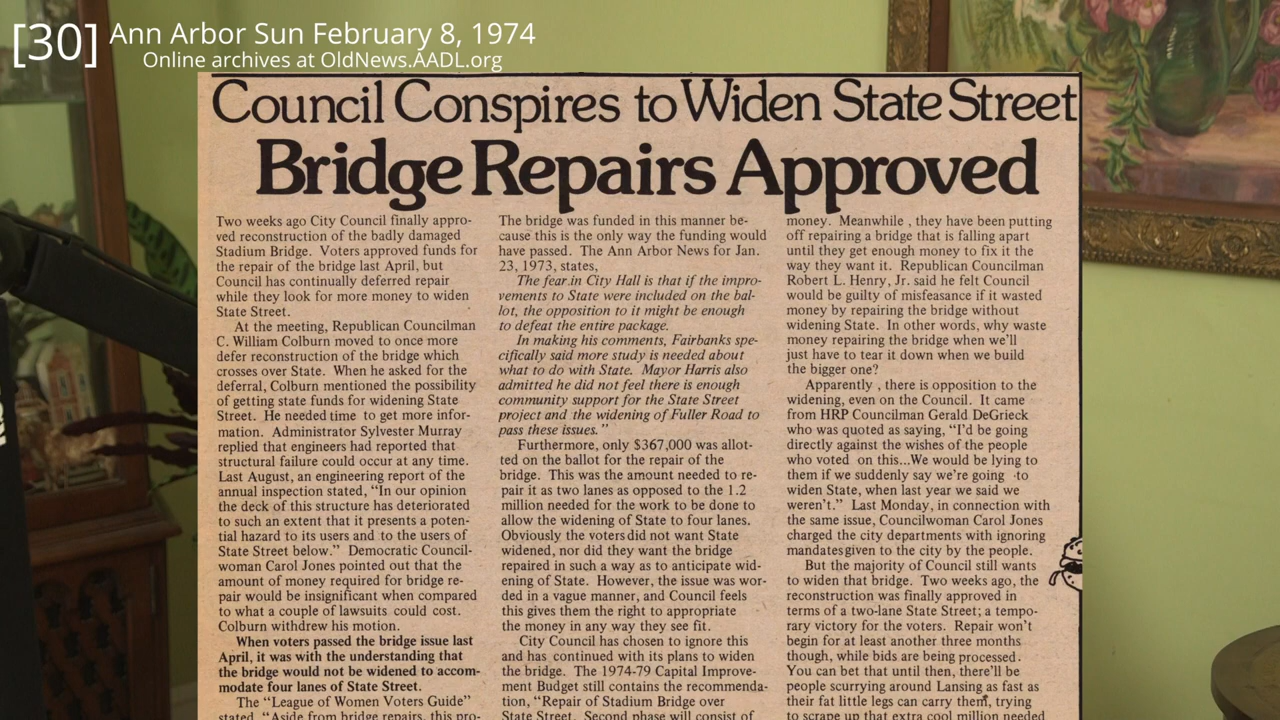 [30] Ann Arbor Sun February 8, 1974
Online archives at OldNews.AADL.org
Council Conspires to Widen State Street
Bridge Repairs Approved
Two weeks ago City Council finally appro-
ved reconstruction of the badly damaged
Stadium Bridge. Voters approved funds for
the repair of the bridge last April, but
Council has continually deferred repair
while they look for more money to widen
State Street.
At the meeting, Republican Councilman
C. William Colburn moved to once more
defer reconstruction of the bridge which
crosses over State. When he asked for the
deferral, Colburn mentioned the possibility
of getting state funds for widening State
Street. He needed time to get more infor-
mation. Administrator Sylvester Murray
replied that engineers had reported that
structural failure could occur at any time.
Last August, an engineering report of the
annual inspection stated, “In our opinion
the deck of this structure has deteriorated
to such an extent that it presents a poten-
tial hazard to its users and to the users of
State Street below.” Democratic Council-
woman Carol Jones pointed out that the
amount of money required for bridge re-
pair would be insignificant when compared
to what a couple of lawsuits could cost.
Colburn withdrew his motion.
When voters passed the bridge issue last
April, it was with the understanding that
the bridge would not be widened to accom-
modate four lanes of State Street.
The “League of Women Voters Guide”
stated, “Aside from bridge repairs, this pro-
The bridge was funded in this manner be-
cause this is the only way the funding would
have passed. The Ann Arbor News for Jan.
23, 1973, states,
The fear.in City Hall is that if the impro-
vements to State were included on the bal-
lot, the opposition to it might be enough
to defeat the entire package.
In making his comments, Fairbanks spe-
cifically said more study is needed about
what to do with State. Mayor Harris also
admitted he did not feel there is enough
community support for the State Street
project and the widening of Fuller Road to
pass these issues.”
Furthermore, only $367,000 was allot-
ted on the ballot for the repair of the
bridge. This was the amount needed to re-
pair it as two lanes as opposed to the 1.2
million needed for the work to be done to
allow the widening of State to four lanes.
Obviously the voters did not want State
widened, nor did they want the bridge
repaired in such a way as to anticipate wid-
ening of State. However, the issue was wor-
ded in a vague manner, and Council feels
this gives them the right to appropriate
the money in any way they see fit.
City Council has chosen to ignore this
and has continued with its plans to widen
the bridge. The 1974-79 Capital Improve-
ment Budget still contains the recommenda-
tion, “Repair of Stadium Bridge over
State Street. Second phase will consist of
money. Meanwhile , they have been putting
off repairing a bridge that is falling apart
until they get enough money to fix it the
way they want it. Republican Councilman
Robert L. Henry, Jr. said he felt Council
would be guilty of misfeasance if it wasted
money by repairing the bridge without
widening State. In other words, why waste
money repairing the bridge when we’ll
just have to tear it down when we build
the bigger one?
Apparently , there is opposition to the
widening, even on the Council. It came
from HRP Councilman Gerald DeGrieck
who was quoted as saying, “I’d be going
directly against the wishes of the people
who voted on this...We would be lying to
them if we suddenly say we’re going to
widen State, when last year we said we
weren’t.” Last Monday, in connection with
the same issue, Councilwoman Carol Jones
charged the city departments with ignoring
mandates given to the city by the people.
But the majority of Council still wants
to widen that bridge. Two weeks ago, the
reconstruction was finally approved in
terms of a two-lane State Street; a tempo-
rary victory for the voters. Repair won’t
begin for at least another three months
though, while bids are being processed.
You can bet that until then, there’ll be
people scurrying around Lansing as fast as
their fat little legs can carry them, trying
to scrape up that extra cool million needed